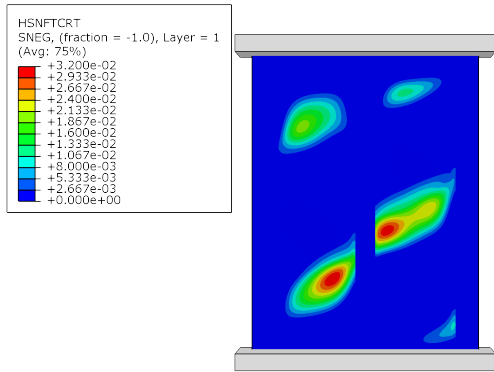 HSNFTCRT
SNEG, (fraction = -1.0), Layer = 1
(Avg: 75%)
+3.200e-02
+2.933e-02
+2.667e-02
+2.400e-02
+2.133e-02
+1.867e-02
+1.600e-02
+1.333e-02
+1.067e-02
+8.000e-03
+5.333e-03
+2.667e-03
+0.000e+00